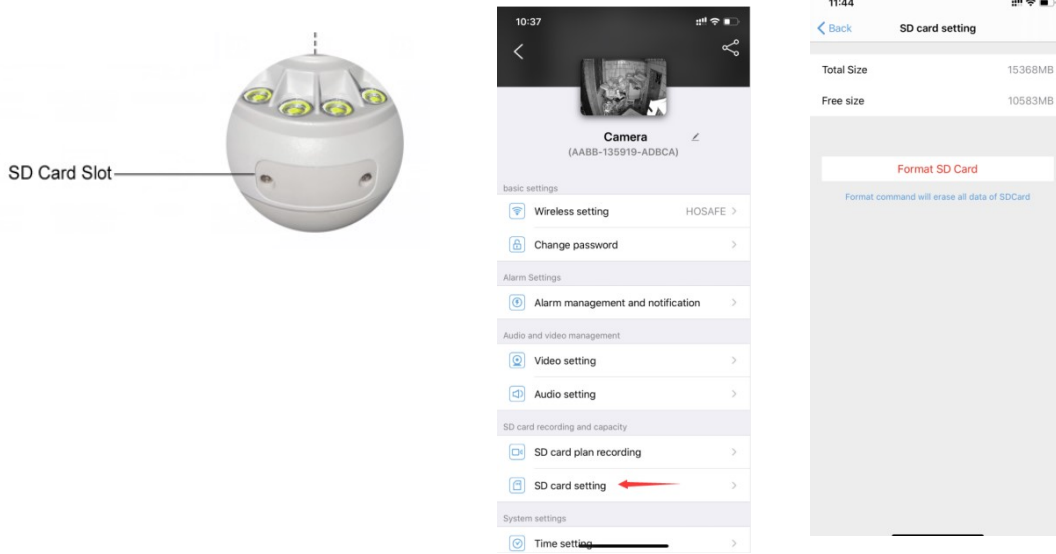 SD Card Slot
10:37
Camera
(AABB-135919-ADBCA)
basic settings
Wireless setting HOSAFE
Change password
Alarm Settings
Alarm management and notification
Audio and video management
Video setting
Audio setting
SD card recording and capacity
SD card plan recording
SD card setting
System settings
Time setting
11:44
Back SD card setting
Total Size 15368MB
Free size 10583MB
Format SD Card
Format command will erase all data of SDCard